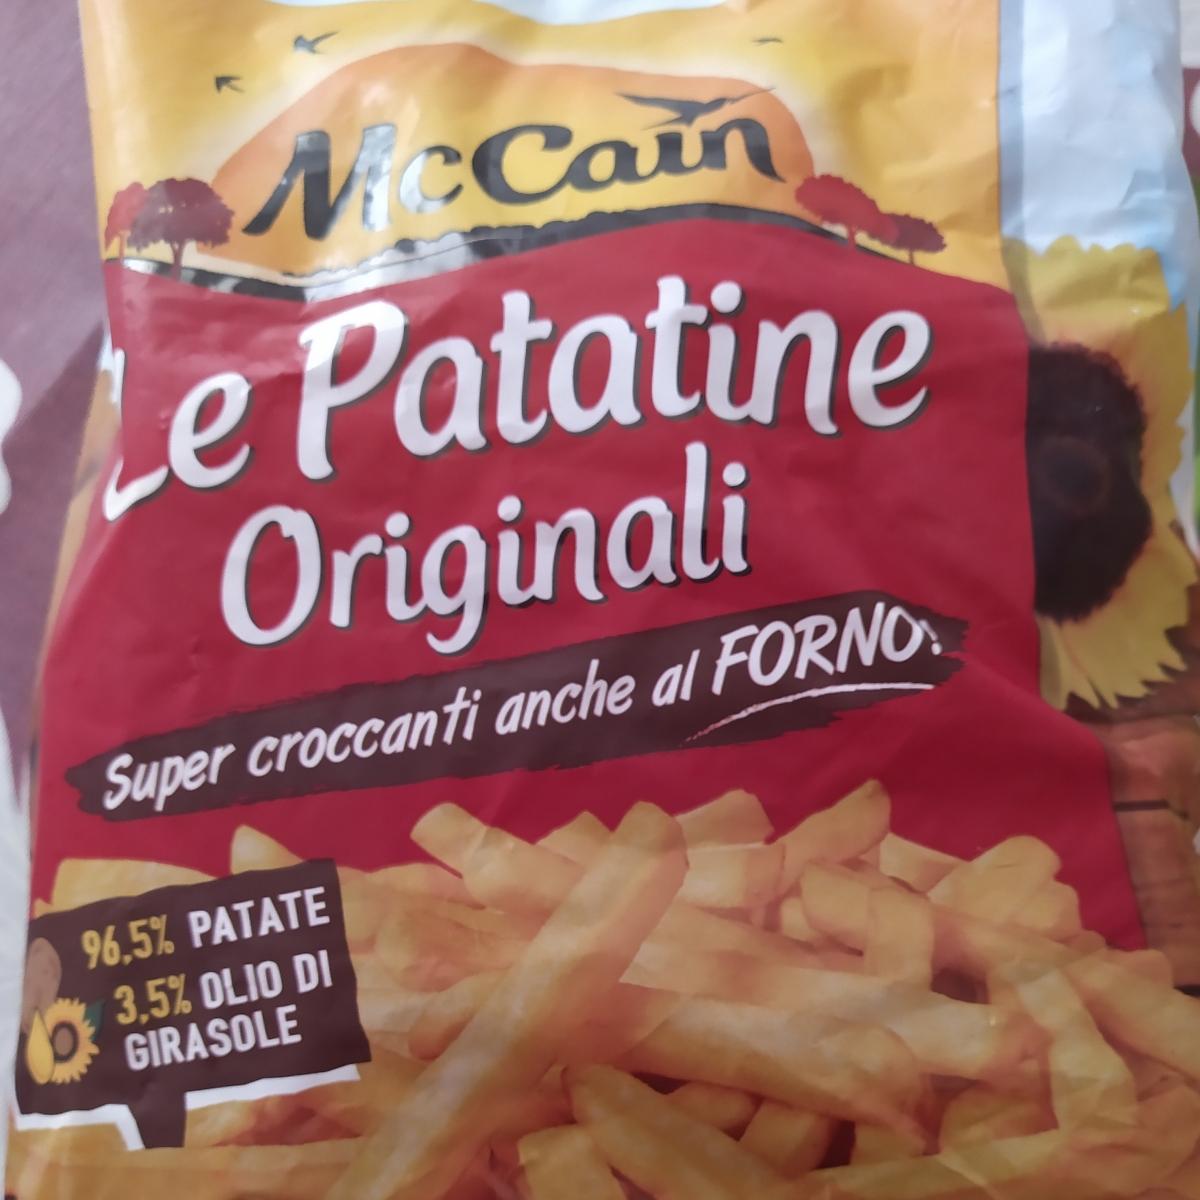 McCain
Le Patatine
Originali
Super croccanti anche al FORNO!
96,5% PATATE
3,5% OLIO DI
GIRASOLE